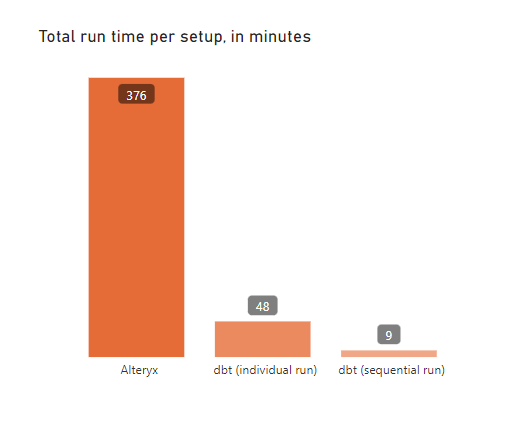 Total run time per setup, in minutes
376
48
9
Alteryx
dbt (individual run)
dbt (sequential run)